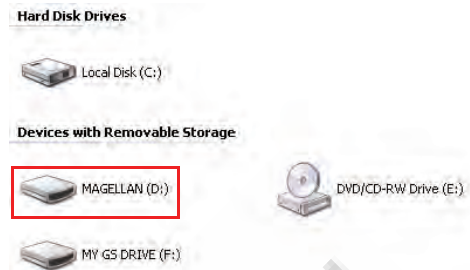 Hard Disk Drives
Local Disk (C:)
Devices with Removable Storage
MAGELLAN (D:)
DVD/CD-RW Drive (E:)
MY GS DRIVE (F:)